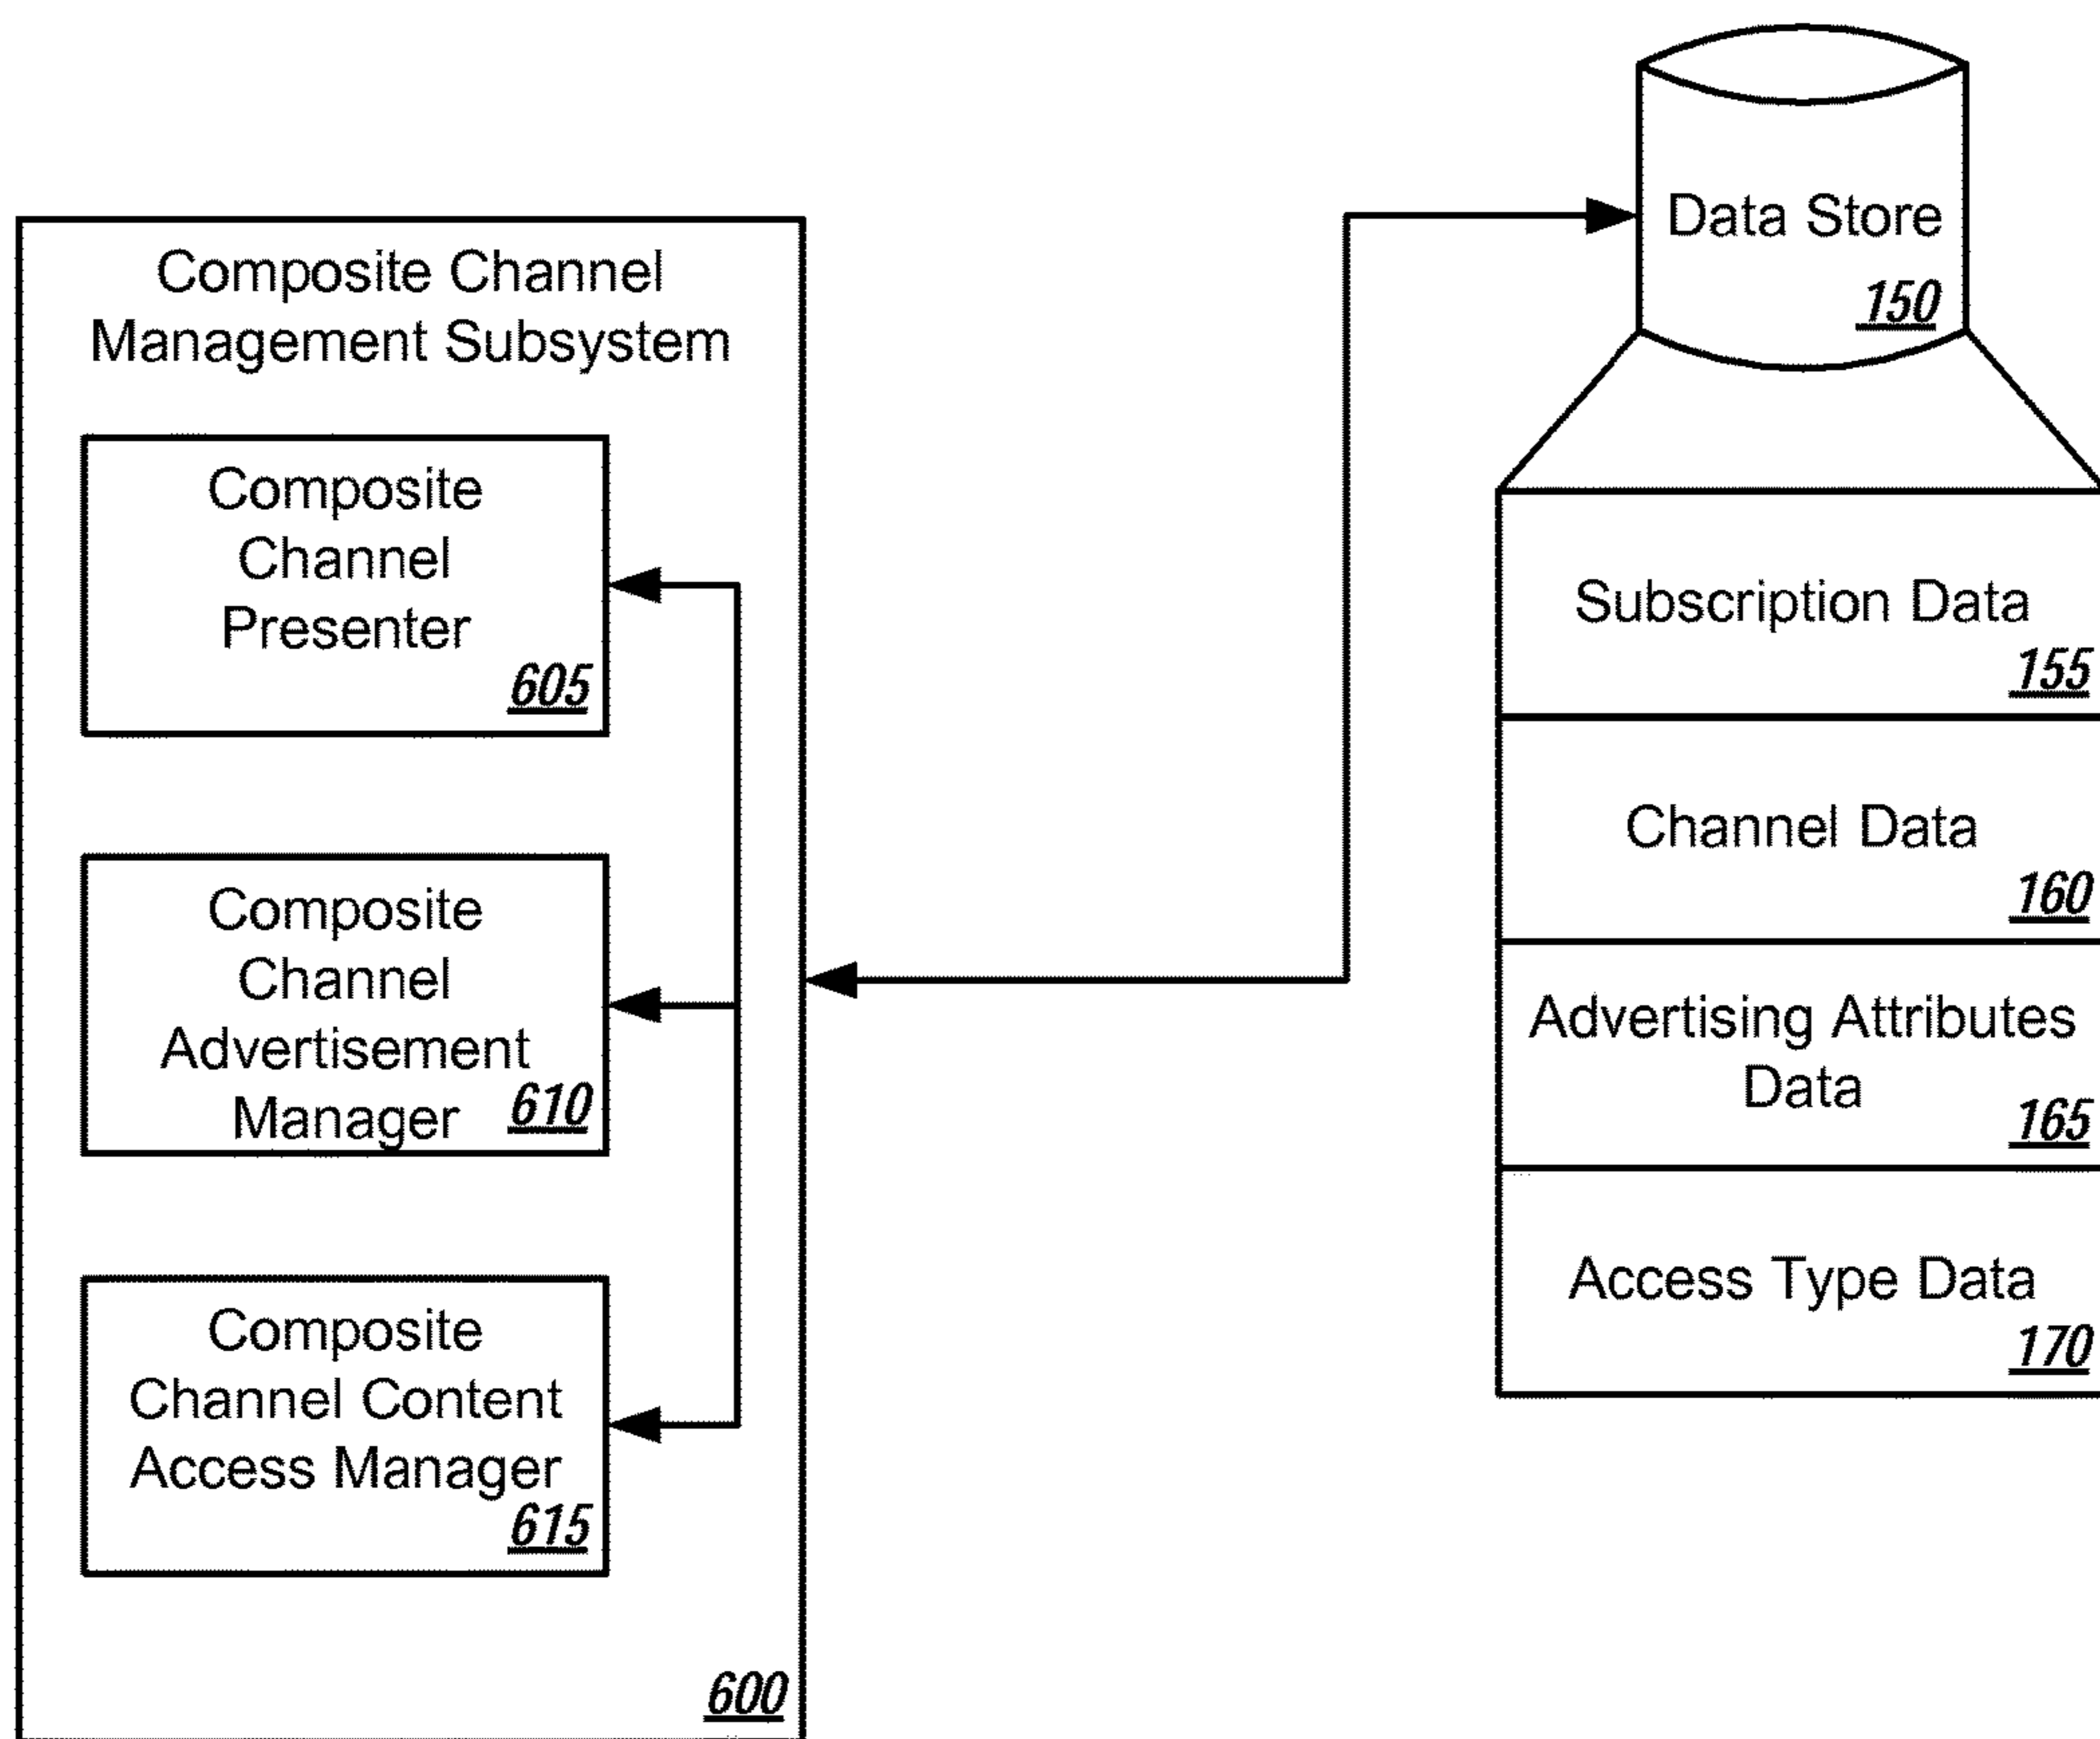 Composite Channel
Management Subsystem
Composite
Channel
Presenter
605
Composite
Channel
Advertisement
Manager
610
Composite
Channel Content
Access Manager
615
600
Data Store
150
Subscription Data
155
Channel Data
160
Advertising Attributes
Data
165
Access Type Data
170